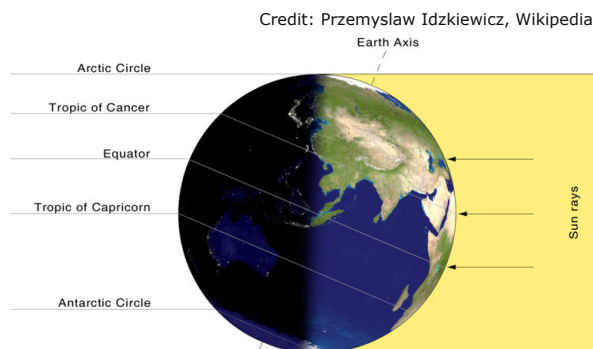 Credit: Przemyslaw Idzkiewicz, Wikipedia
Earth Axis
Arctic Circle
Tropic of Cancer
Equator
Tropic of Capricorn
Antarctic Circle
Sun rays